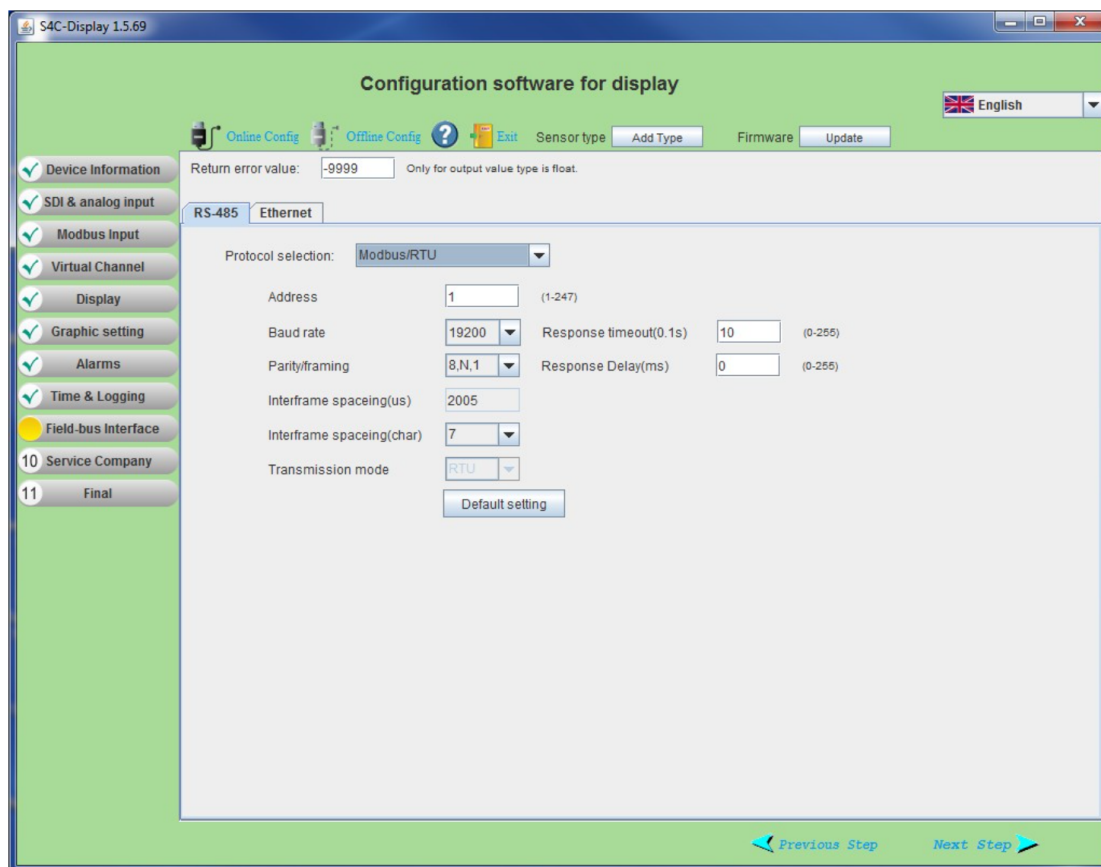 S4C-Display 1.5.69
Configuration software for display
English
Online Config Offline Config ? Exit Sensor type Add Type Firmware Update
Device Information
SDI & analog input
Modbus Input
Virtual Channel
Display
Graphic setting
Alarms
Time & Logging
Field-bus Interface
10 Service Company
11 Final
Return error value: -9999 Only for output value type is float.
RS-485 Ethernet
Protocol selection: Modbus/RTU
Address 1 (1-247)
Baud rate 19200 Response timeout(0.1s) 10 (0-255)
Parity/framing 8,N,1 Response Delay(ms) 0 (0-255)
Interframe spaceing(us) 2005
Interframe spaceing(char) 7
Transmission mode RTU
Default setting
Previous Step Next Step